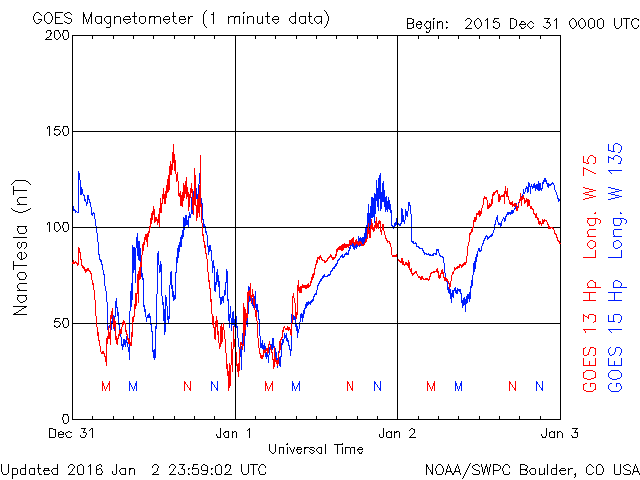 GOES Magnetometer (1 minute data)
Begin: 2015 Dec 31 0000 UTC
200
150
100
50
0
NanoTesla (nT)
GOES 13 Hp Long. W 75
GOES 15 Hp Long. W 135
M M N N M M N N M M N N
Dec 31 Jan 1 Jan 2 Jan 3
Universal Time
Updated 2016 Jan 2 23:59:02 UTC
NOAA/SWPC Boulder, CO USA